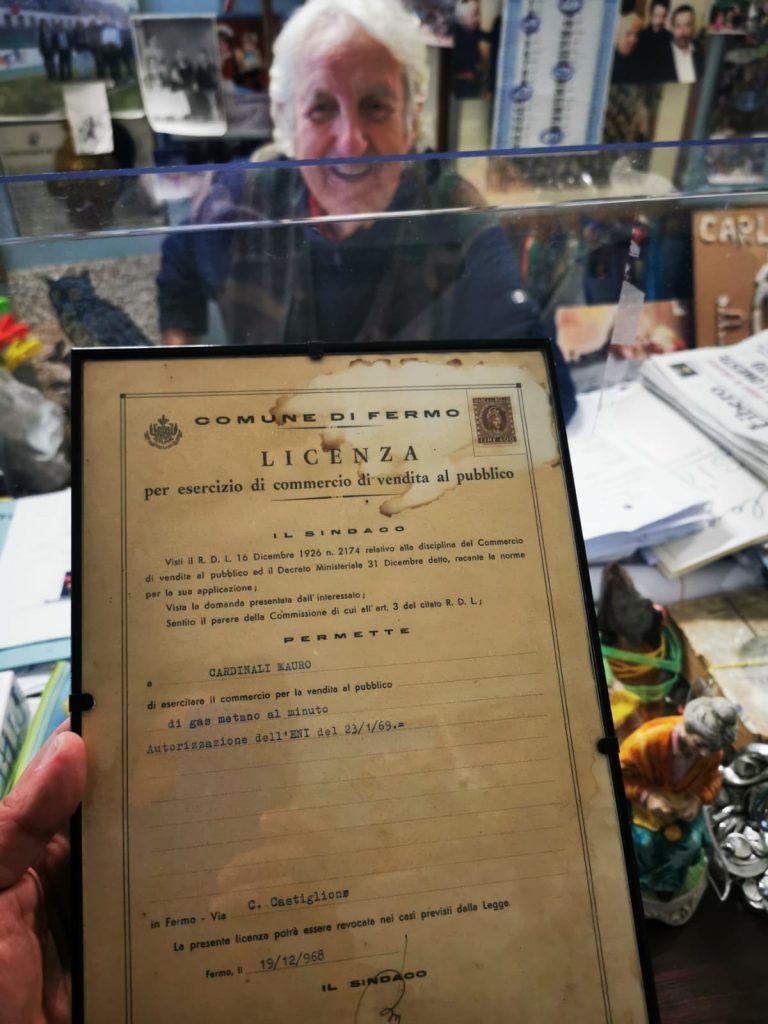 COMUNE DI FERMO
LIRE 400
LICENZA
per esercizio di commercio di vendita al pubblico
IL SINDACO
Visti il R. D. L. 16 Dicembre 1926 n. 2174 relativo alla disciplina del Commercio
di vendita al pubblico ed il Decreto Ministeriale 31 Dicembre detto, recante le norme
per la sua applicazione;
Vista la domanda presentata dall'interessato;
Sentito il parere della Commissione di cui all'art. 3 del citato R. D. L.;
PERMETTE
a CARDINALI MAURO
di esercitare il commercio per la vendita al pubblico
di gas metano al minuto
Autorizzazione dell'ENI del 23/1/69.=
in Fermo - Via C. Castiglione
La presente licenza potrà essere revocata nei casi previsti dalla Legge
Fermo, li 19/12/968
IL SINDACO
CARL
Libero